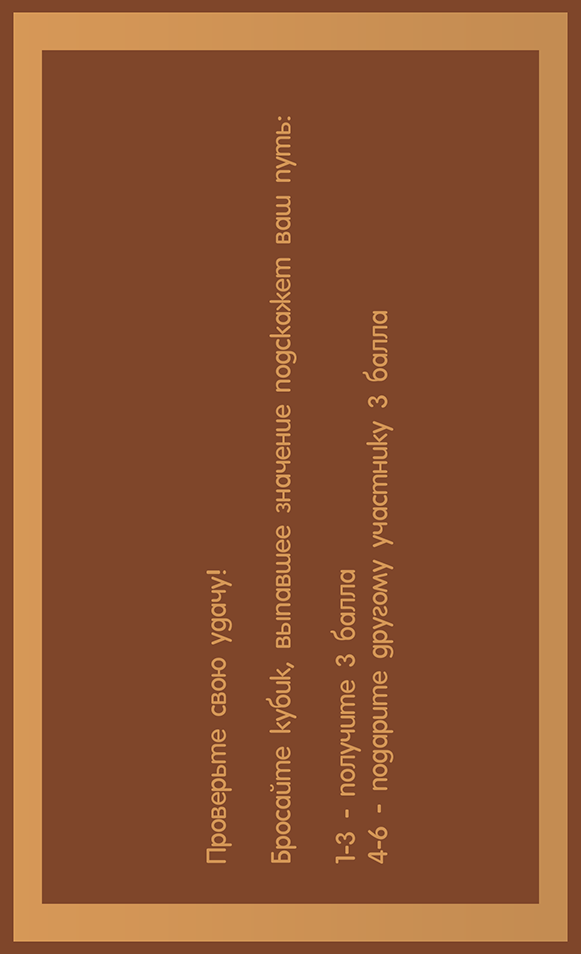 Проверьте свою удачу!
Бросайте кубик, выпавшее значение подскажет ваш путь:
1-3 - получите 3 балла
4-6 - подарите другому участнику 3 балла